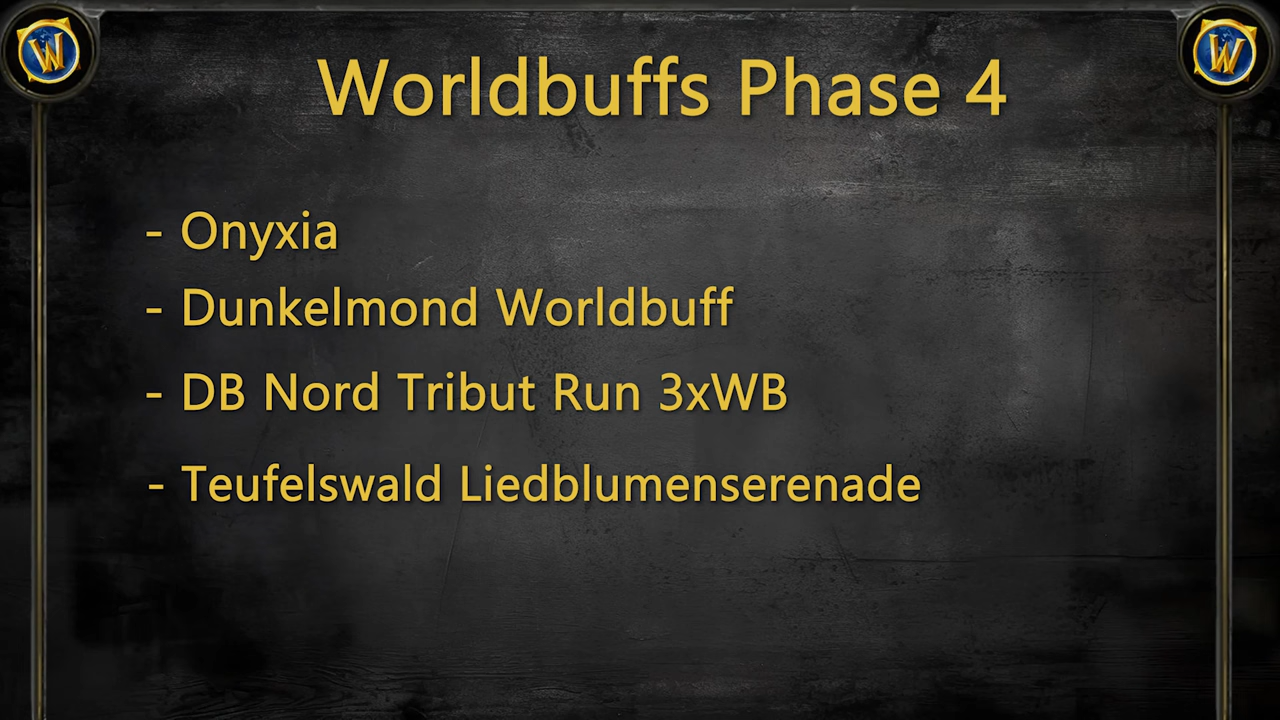 Worldbuffs Phase 4
- Onyxia
- Dunkelmond Worldbuff
- DB Nord Tribut Run 3xWB
- Teufelswald Liedblumenserenade